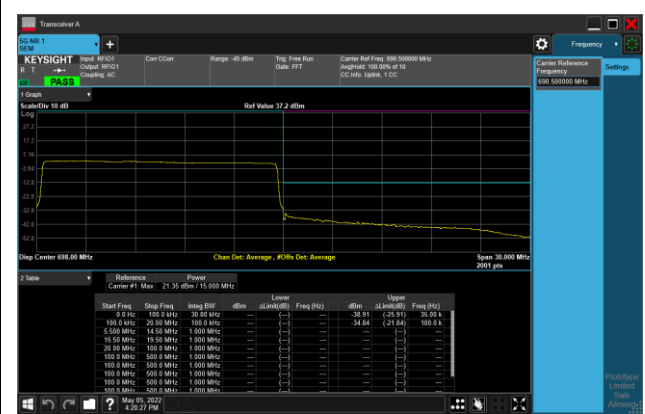 Transceiver A
5G NR 1
SEM
Frequency
KEYSIGHT
R T
PASS
Input: RFIO1
Output: RFIO1
Coupling: AC
Corr CCorr
Range: -45 dBm
Trig: Free Run
Gate: FFT
Carrier Ref Freq: 690.500000 MHz
Avg|Hold: 100.00% of 10
CC Info: Uplink, 1 CC
Carrier Reference
Frequency
690.500000 MHz
Settings
1 Graph
Scale/Div 10 dB
Ref Value 37.2 dBm
Log
27.2
17.2
7.16
-2.84
-12.8
-22.8
-32.8
-42.8
-52.8
Disp Center 698.00 MHz
Chan Det: Average , #Offs Det: Average
Span 30.000 MHz
2001 pts
2 Table
Reference Power
Carrier #1 Max 21.35 dBm / 15.000 MHz
Lower Upper
Start Freq Stop Freq Integ BW dBm ΔLimit(dB) Freq (Hz) dBm ΔLimit(dB) Freq (Hz)
0.0 Hz 100.0 kHz 30.00 kHz --- (---) --- -38.91 (-25.91) 35.00 k
100.0 kHz 20.00 MHz 100.0 kHz --- (---) --- -34.84 (-21.84) 100.0 k
5.500 MHz 14.50 MHz 1.000 MHz --- (---) --- --- (---) ---
15.50 MHz 19.50 MHz 1.000 MHz --- (---) --- --- (---) ---
20.00 MHz 100.0 MHz 1.000 MHz --- (---) --- --- (---) ---
100.0 MHz 500.0 MHz 1.000 MHz --- (---) --- --- (---) ---
100.0 MHz 500.0 MHz 1.000 MHz --- (---) --- --- (---) ---
100.0 MHz 500.0 MHz 1.000 MHz --- (---) --- --- (---) ---
100.0 MHz 500.0 MHz 1.000 MHz --- (---) --- --- (---) ---
Prototype
Limited
Sale
Allowed
?
May 05, 2022
4:28:27 PM